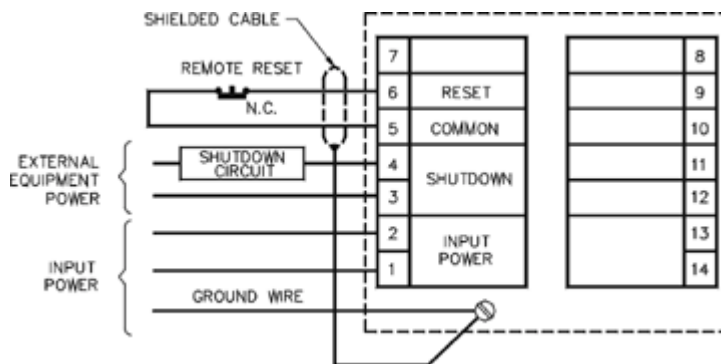 SHIELDED CABLE
REMOTE RESET
N.C.
EXTERNAL
EQUIPMENT
POWER
SHUTDOWN
CIRCUIT
INPUT
POWER
GROUND WIRE
7
6 RESET
5 COMMON
4
SHUTDOWN
3
2
INPUT
POWER
1
8
9
10
11
12
13
14